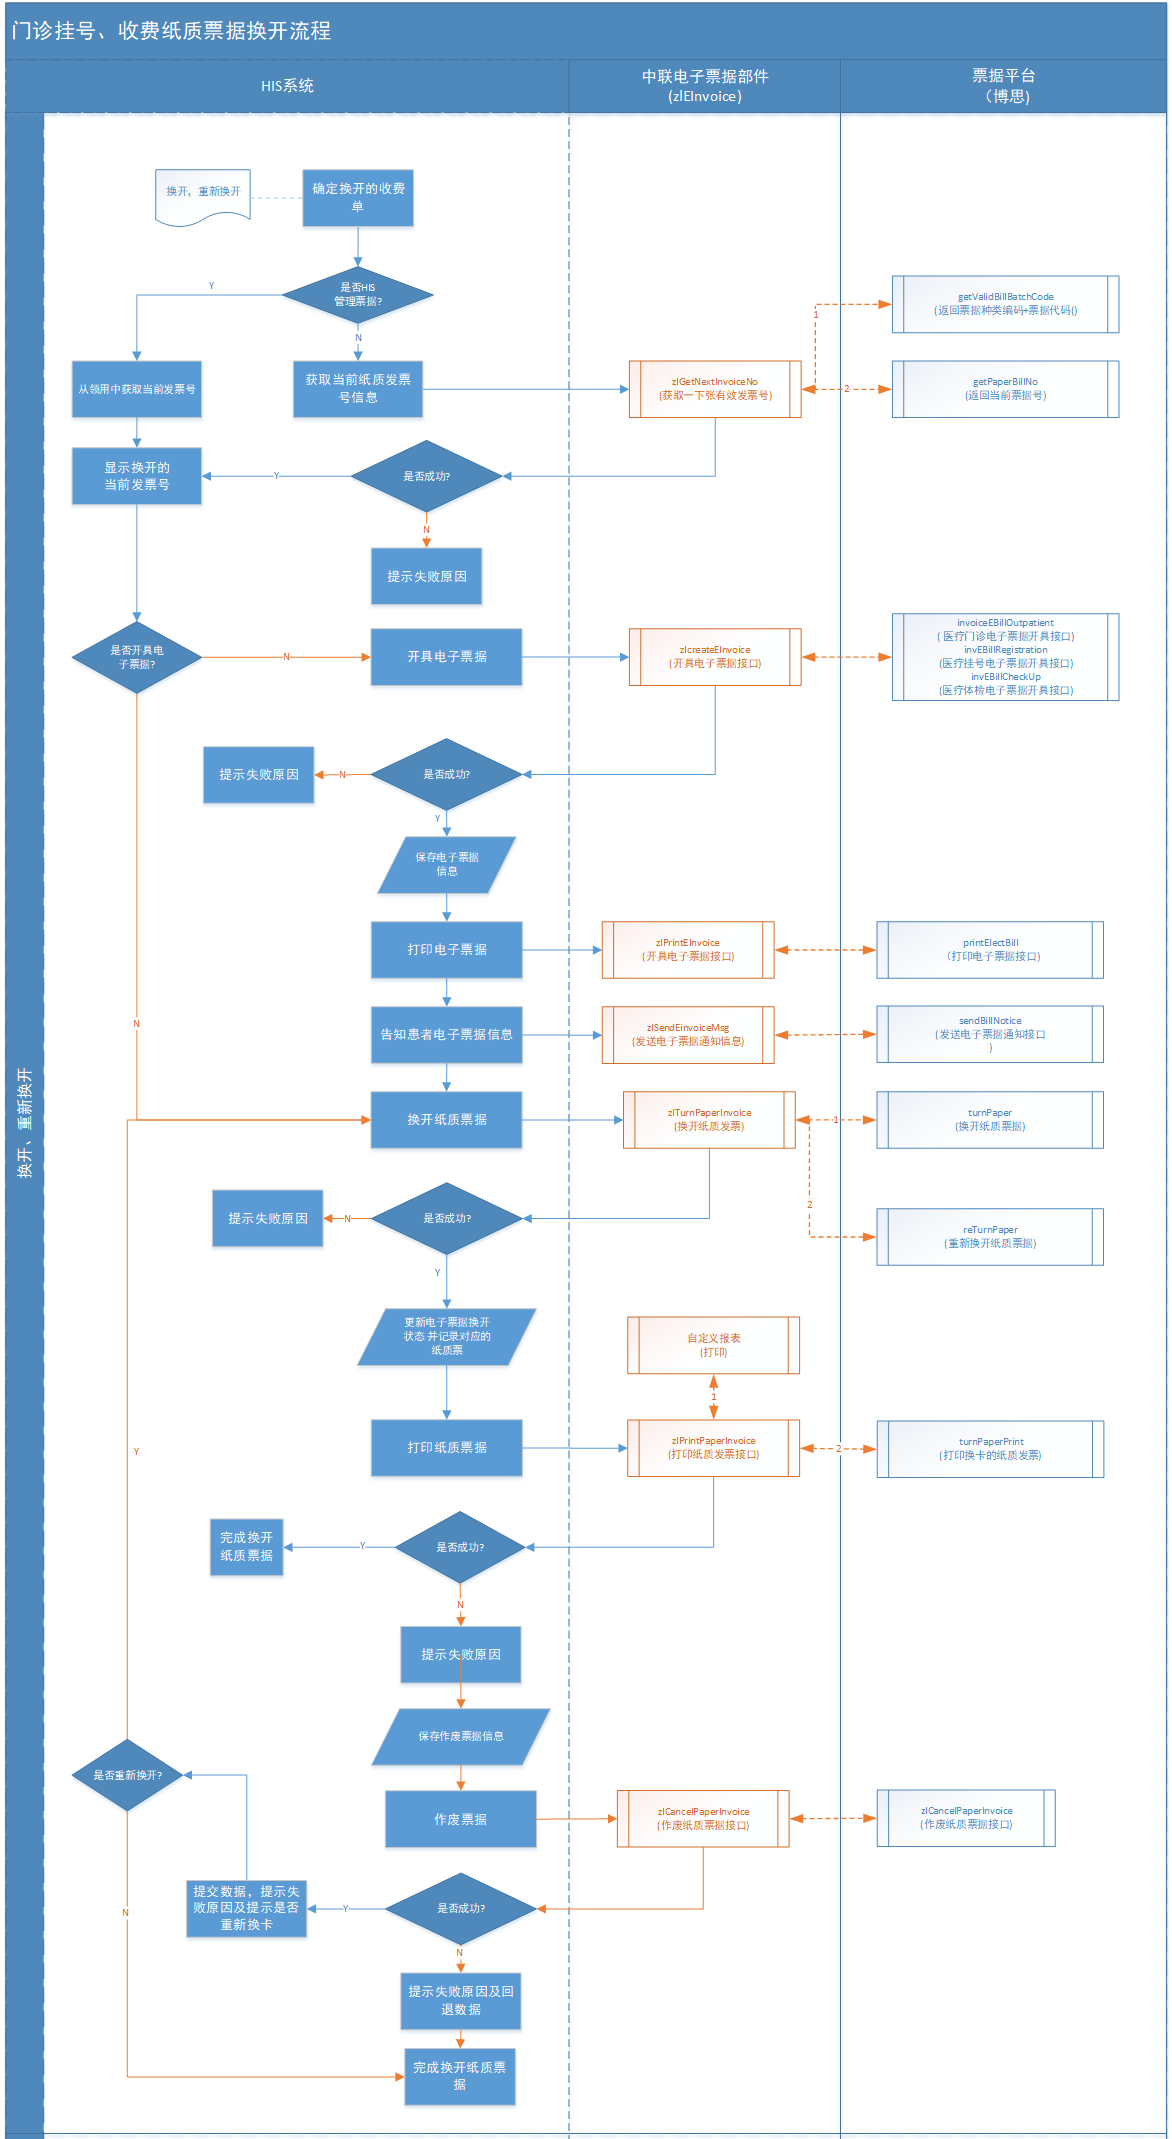 门诊挂号、收费纸质票据换开流程
HIS系统
中联电子票据部件
(zlEInvoice)
票据平台
（博思)
换开、重新换开
换开，重新换开
确定换开的收费
单
是否HIS
管理票据?
Y
N
从领用中获取当前发票号
获取当前纸质发票
号信息
zlGetNextInvoiceNo
(获取一下张有效发票号)
1
getValidBillBatchCode
(返回票据种类编码+票据代码()
2
getPaperBillNo
(返回当前票据号)
显示换开的
当前发票号
Y
是否成功?
N
提示失败原因
是否开具电
子票据?
N
开具电子票据
zlcreateEInvoice
(开具电子票据接口)
invoiceEBillOutpatient
( 医疗门诊电子票据开具接口)
invEBillRegistration
(医疗挂号电子票据开具接口)
invEBillCheckUp
(医疗体检电子票据开具接口)
提示失败原因
N
是否成功?
Y
保存电子票据
信息
打印电子票据
zlPrintEInvoice
(开具电子票据接口)
printElectBill
（打印电子票据接口)
N
告知患者电子票据信息
zlSendEinvoiceMsg
(发送电子票据通知信息)
sendBillNotice
(发送电子票据通知接口
)
换开纸质票据
zlTurnPaperInvoice
(换开纸质发票)
1
turnPaper
(换开纸质票据)
2
reTurnPaper
(重新换开纸质票据)
提示失败原因
N
是否成功?
Y
更新电子票据换开
状态 并记录对应的
纸质票
自定义报表
(打印)
1
打印纸质票据
zlPrintPaperInvoice
(打印纸质发票接口)
2
turnPaperPrint
(打印换卡的纸质发票)
Y
完成换开
纸质票据
Y
是否成功?
N
提示失败原因
保存作废票据信息
是否重新换开?
作废票据
zlCancelPaperInvoice
(作废纸质票据接口)
zlCancelPaperInvoice
(作废纸质票据接口)
提交数据，提示失
败原因及提示是否
重新换卡
Y
是否成功?
N
N
提示失败原因及回
退数据
完成换开纸质票
据